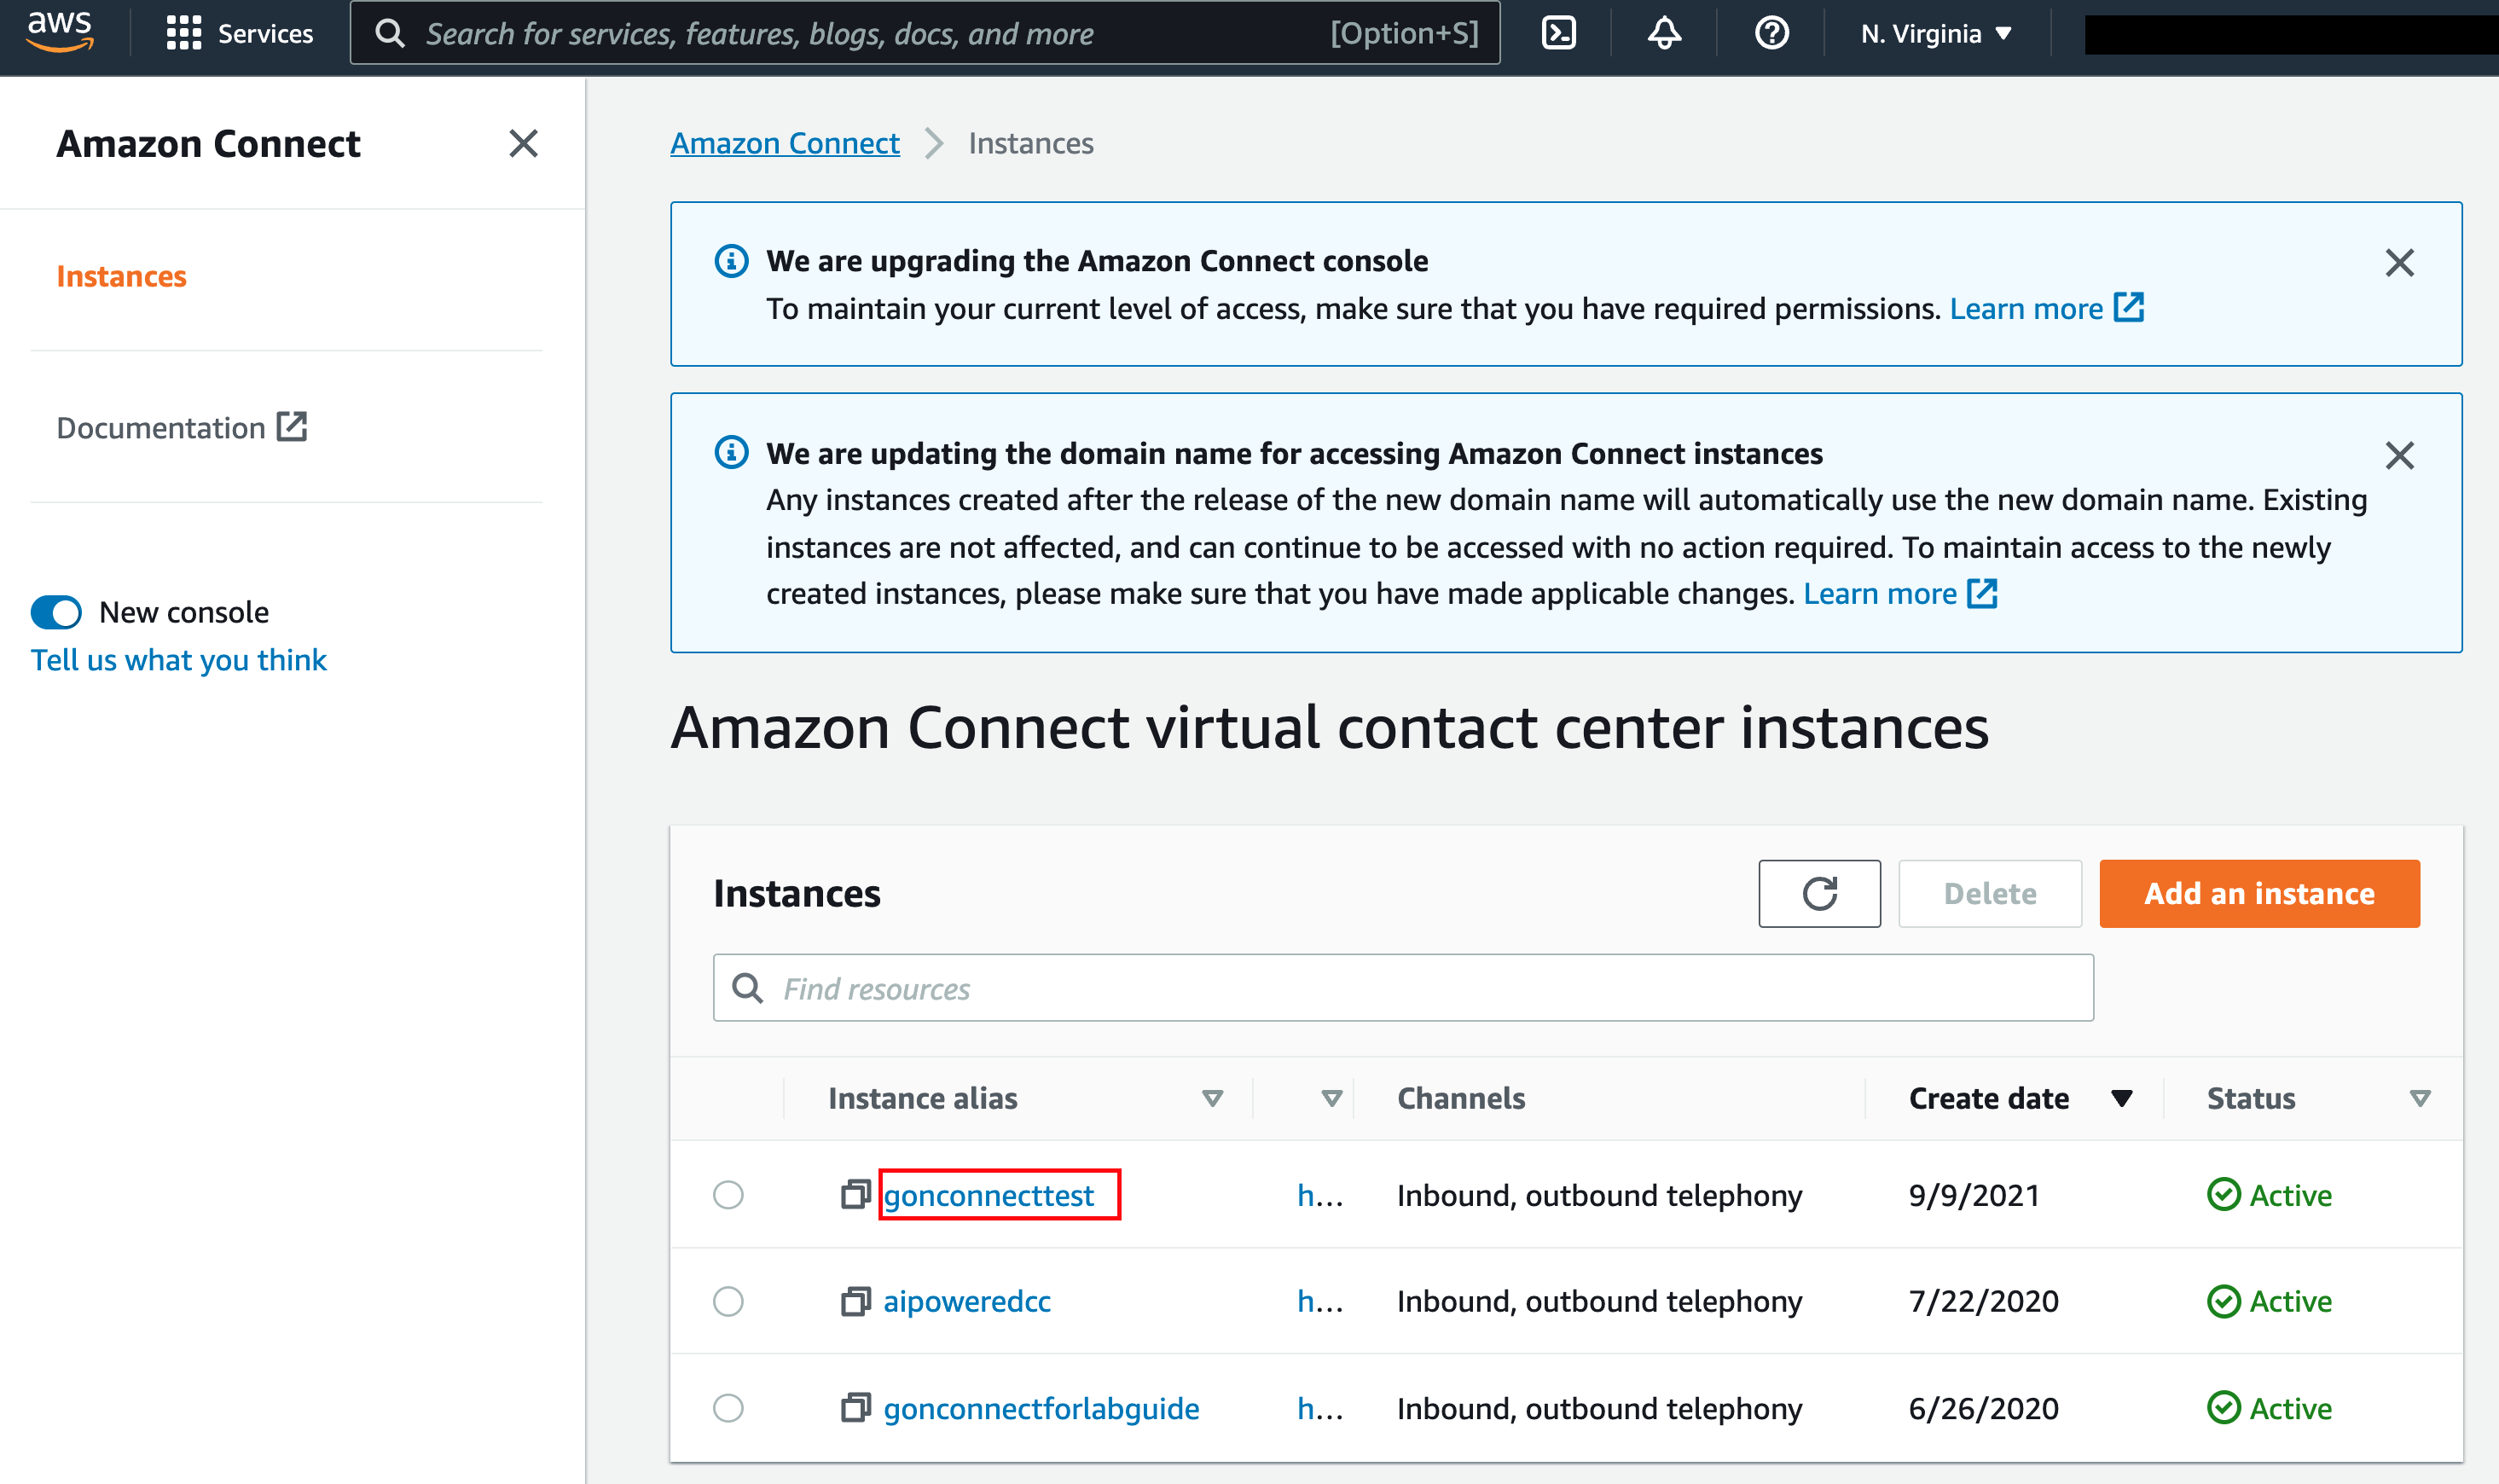 aws
Services
Search for services, features, blogs, docs, and more
[Option+S]
N. Virginia
Amazon Connect
Instances
Documentation
New console
Tell us what you think
Amazon Connect
Instances
We are upgrading the Amazon Connect console
To maintain your current level of access, make sure that you have required permissions. Learn more
We are updating the domain name for accessing Amazon Connect instances
Any instances created after the release of the new domain name will automatically use the new domain name. Existing
instances are not affected, and can continue to be accessed with no action required. To maintain access to the newly
created instances, please make sure that you have made applicable changes. Learn more
Amazon Connect virtual contact center instances
Instances
Delete
Add an instance
Find resources
Instance alias Channels Create date Status
gonconnecttest h... Inbound, outbound telephony 9/9/2021 Active
aipoweredcc h... Inbound, outbound telephony 7/22/2020 Active
gonconnectforlabguide h... Inbound, outbound telephony 6/26/2020 Active